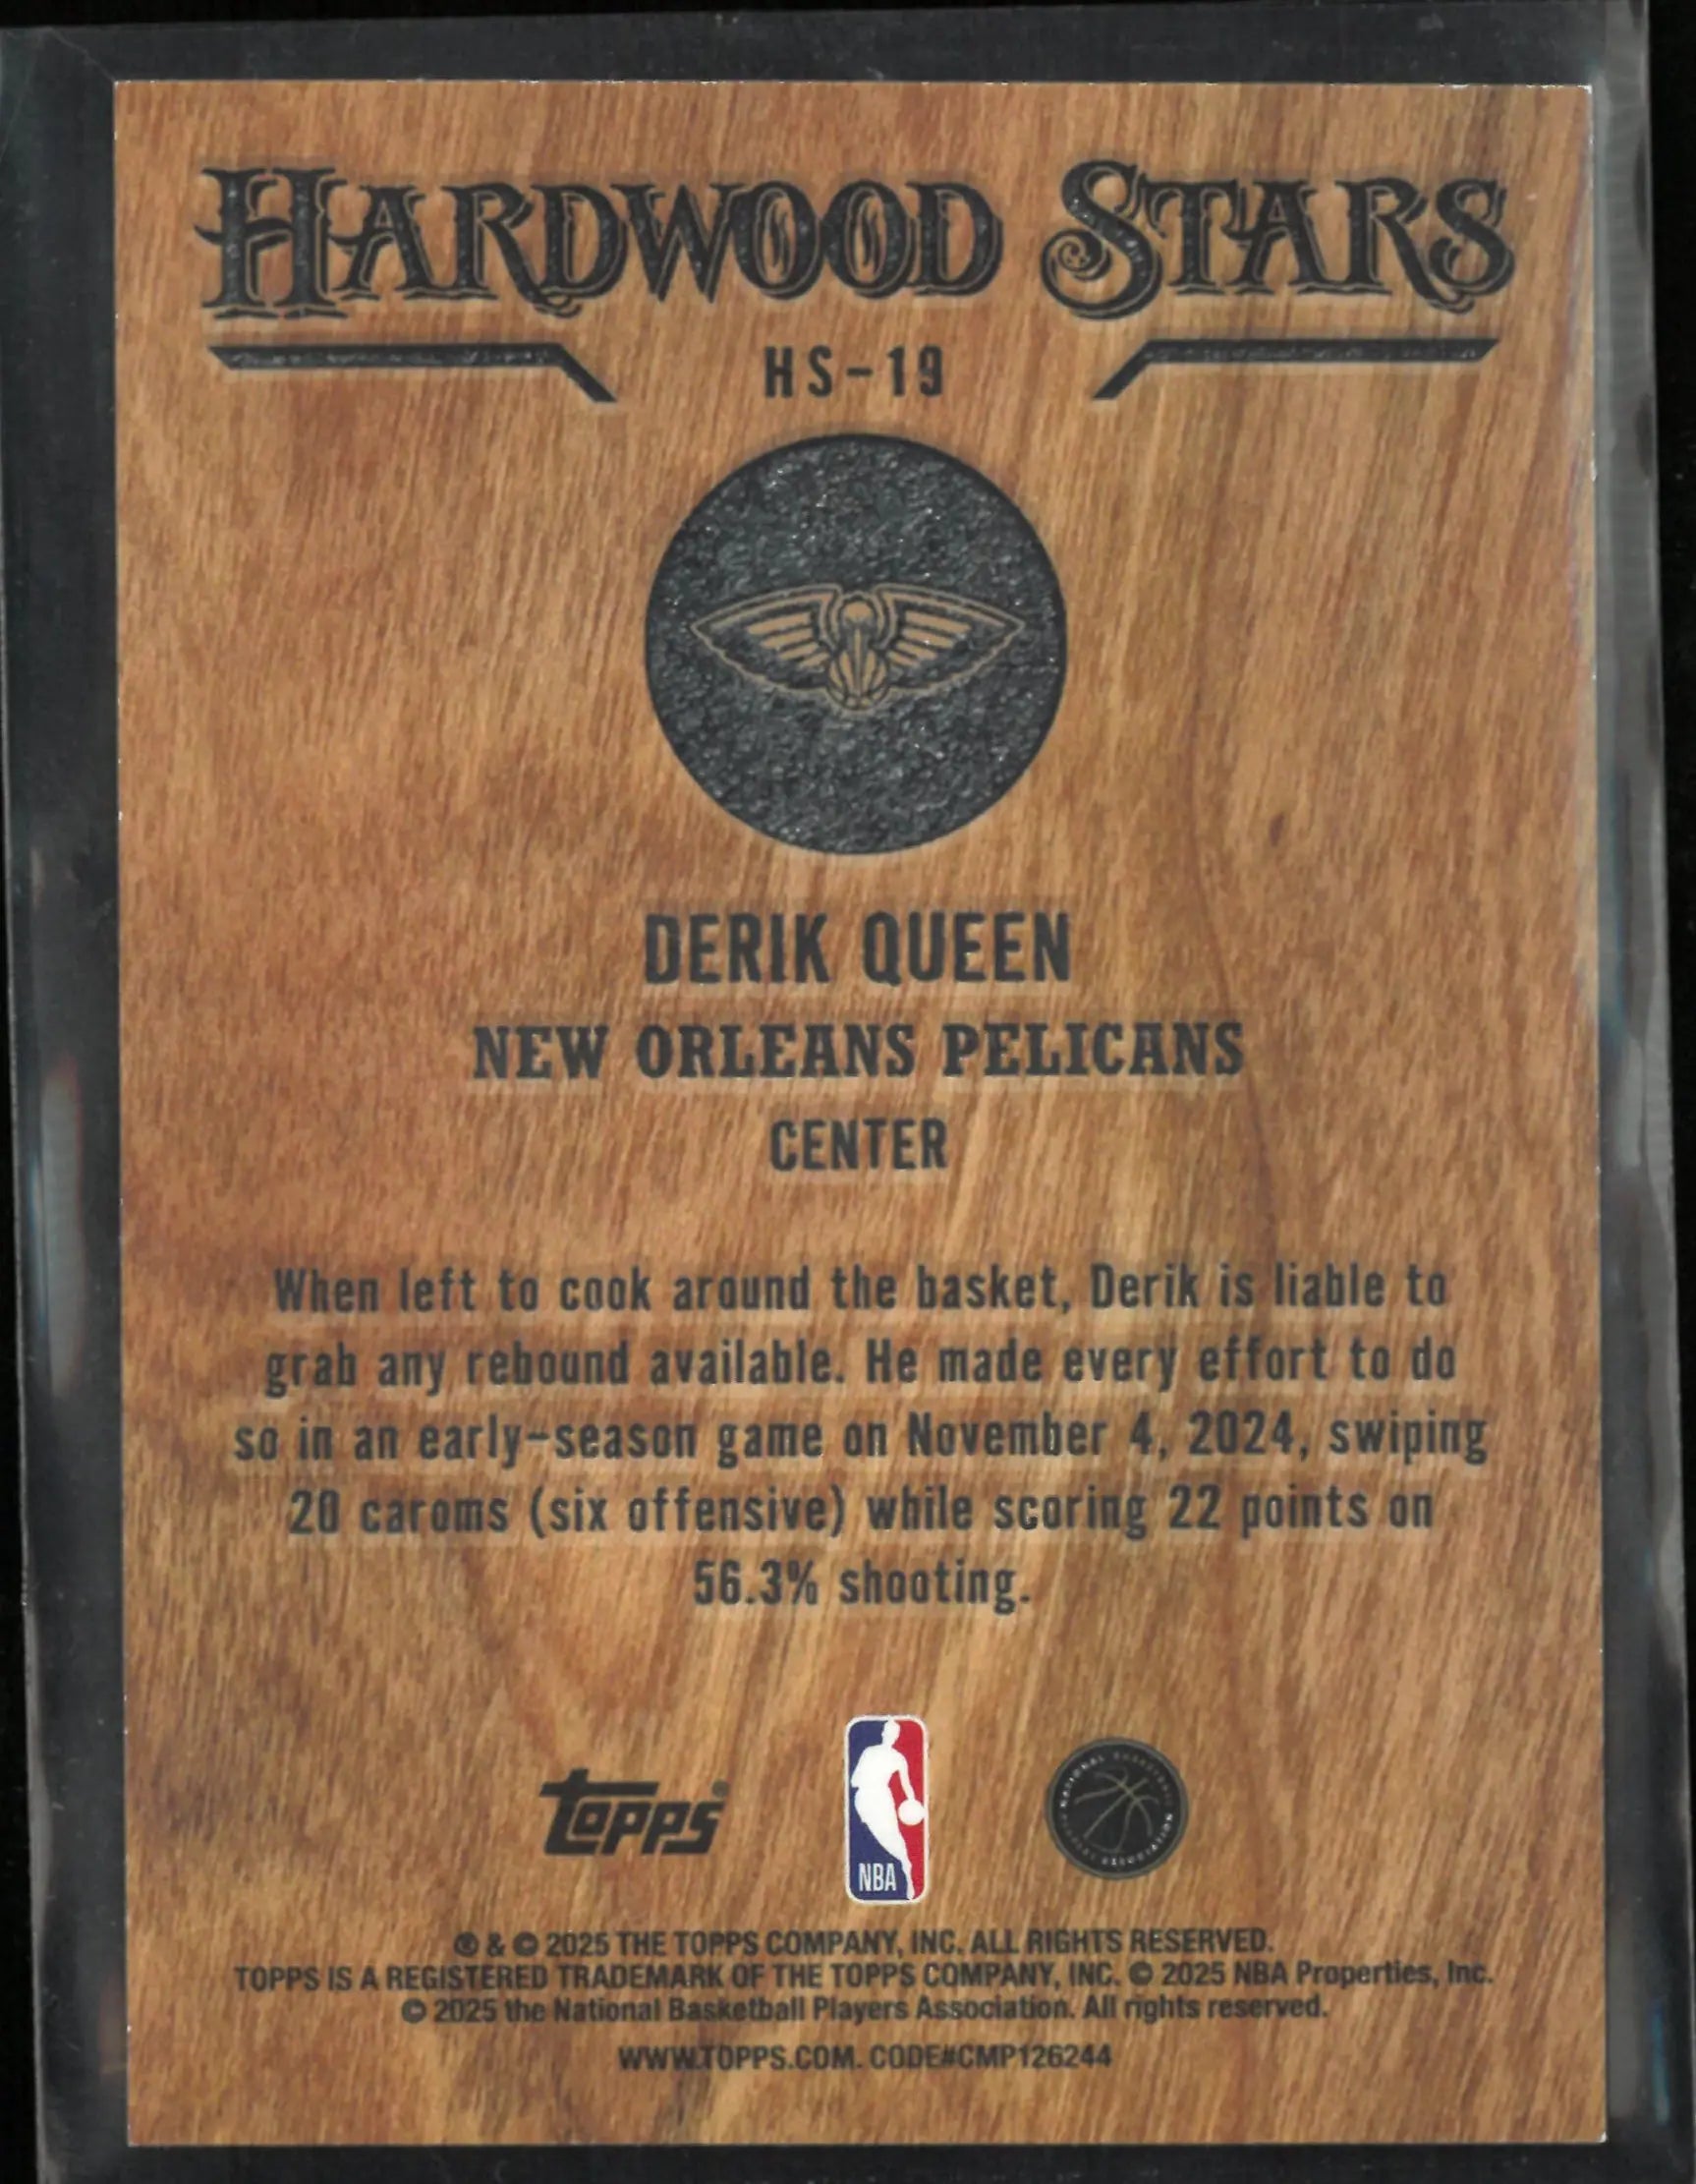 HARDWOOD STARS
HS-19
DERIK QUEEN
NEW ORLEANS PELICANS
CENTER
When left to cook around the basket, Derik is liable to
grab any rebound available. He made every effort to do
so in an early-season game on November 4, 2024, swiping
20 caroms (six offensive) while scoring 22 points on
56.3% shooting.
Topps®
NBA
NATIONAL BASKETBALL PLAYERS ASSOCIATION
® & © 2025 THE TOPPS COMPANY, INC. ALL RIGHTS RESERVED.
TOPPS IS A REGISTERED TRADEMARK OF THE TOPPS COMPANY, INC. © 2025 NBA Properties, Inc.
© 2025 the National Basketball Players Association. All rights reserved.
WWW.TOPPS.COM. CODE#CMP126244